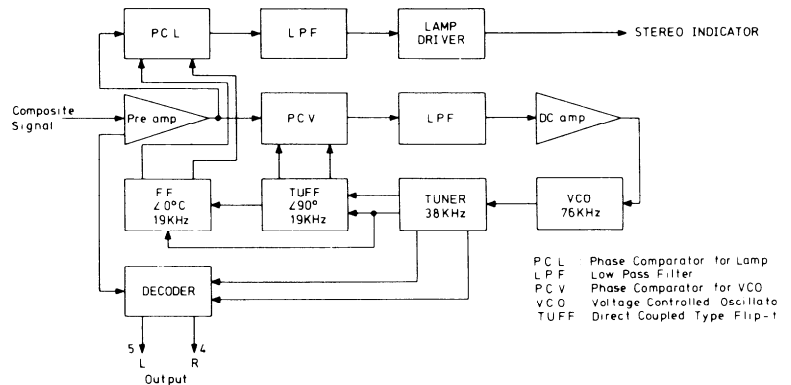 PCL
LPF
LAMP
DRIVER
STEREO INDICATOR
Composite
Signal
Pre amp
PCV
LPF
DC amp
FF
∠0°C
19KHz
TUFF
∠90°
19KHz
TUNER
38KHz
VCO
76KHz
DECODER
5
4
L
R
Output
PCL : Phase Comparator for Lamp
LPF : Low Pass Filter
PCV : Phase Comparator for VCO
VCO : Voltage Controlled Oscillato
TUFF : Direct Coupled Type Flip-t